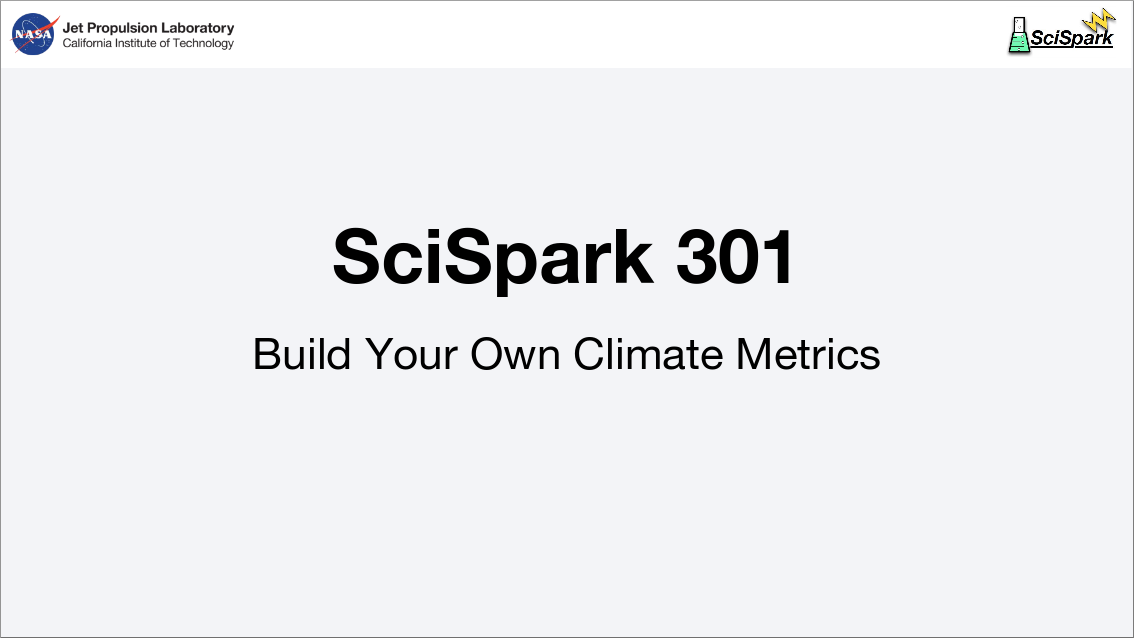 NASA
Jet Propulsion Laboratory
California Institute of Technology
SciSpark
SciSpark 301
Build Your Own Climate Metrics